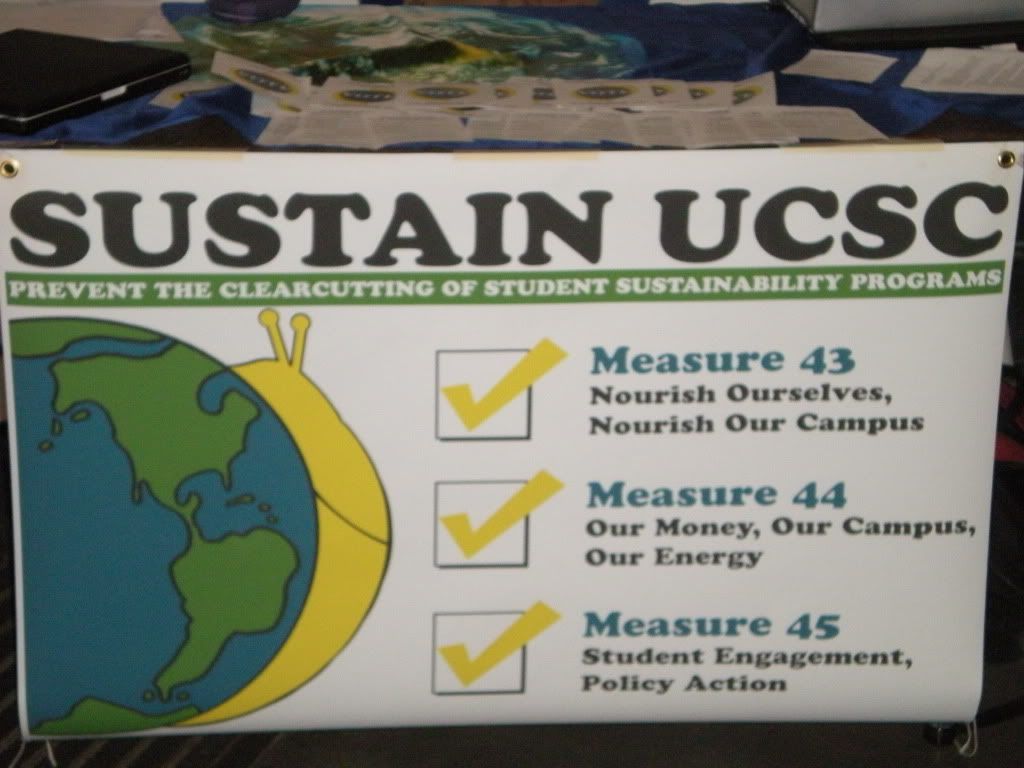 SUSTAIN UCSC
PREVENT THE CLEARCUTTING OF STUDENT SUSTAINABILITY PROGRAMS
Measure 43
Nourish Ourselves,
Nourish Our Campus
Measure 44
Our Money, Our Campus,
Our Energy
Measure 45
Student Engagement,
Policy Action